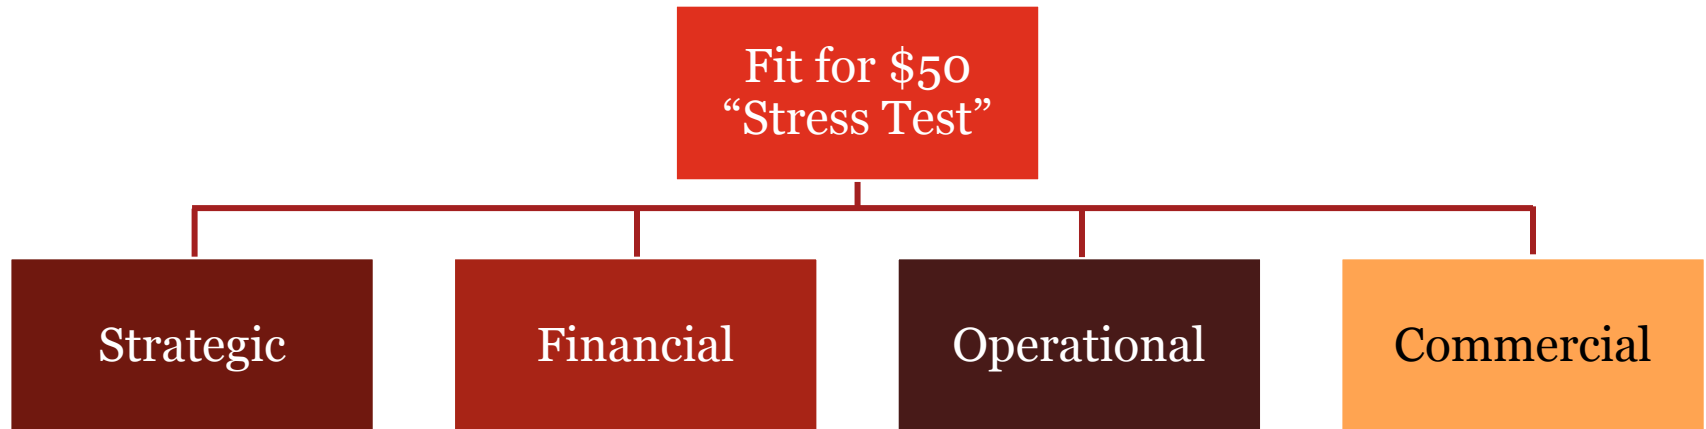 Fit for $50
“Stress Test”
Strategic
Financial
Operational
Commercial